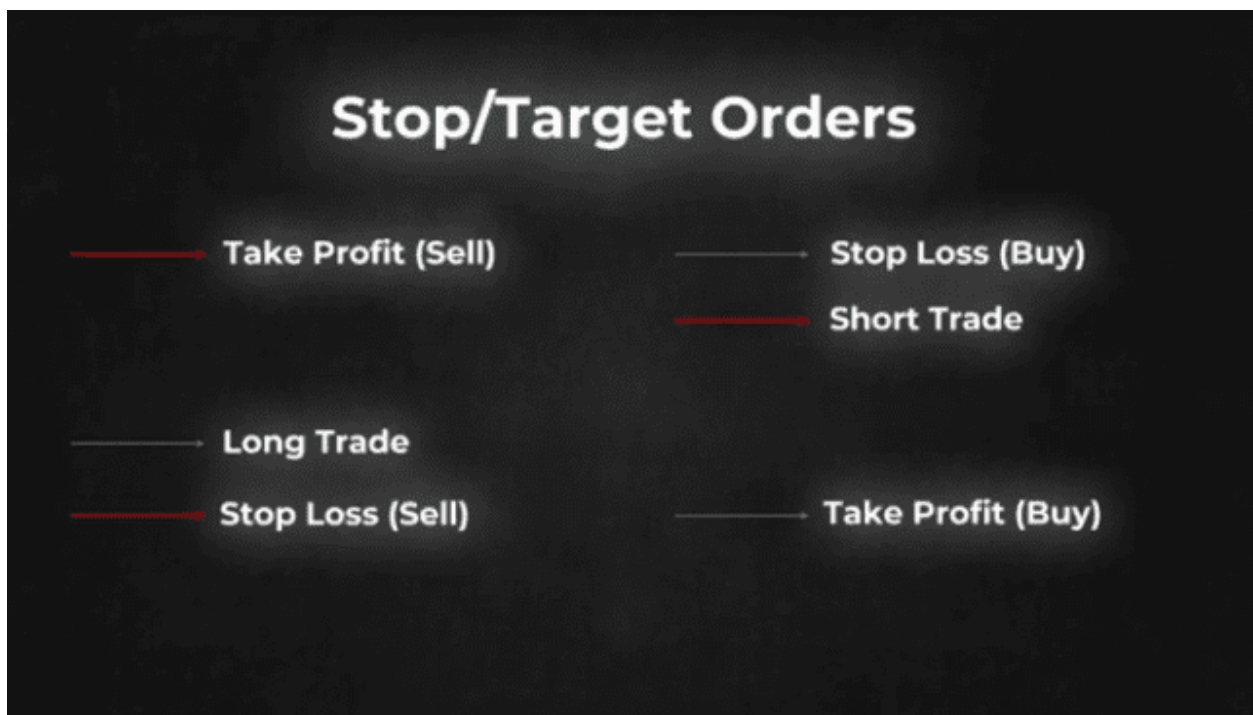 Stop/Target Orders
Take Profit (Sell)
Long Trade
Stop Loss (Sell)
Stop Loss (Buy)
Short Trade
Take Profit (Buy)